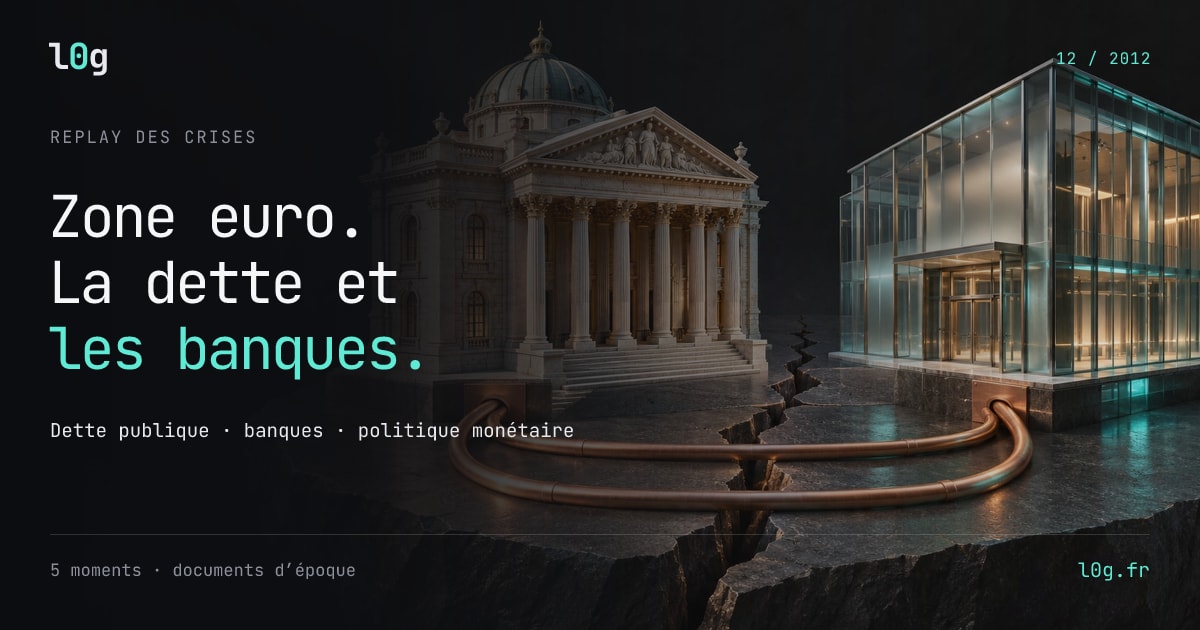 l0g
12 / 2012
REPLAY DES CRISES
Zone euro.
La dette et
les banques.
Dette publique · banques · politique monétaire
5 moments · documents d’époque
l0g.fr